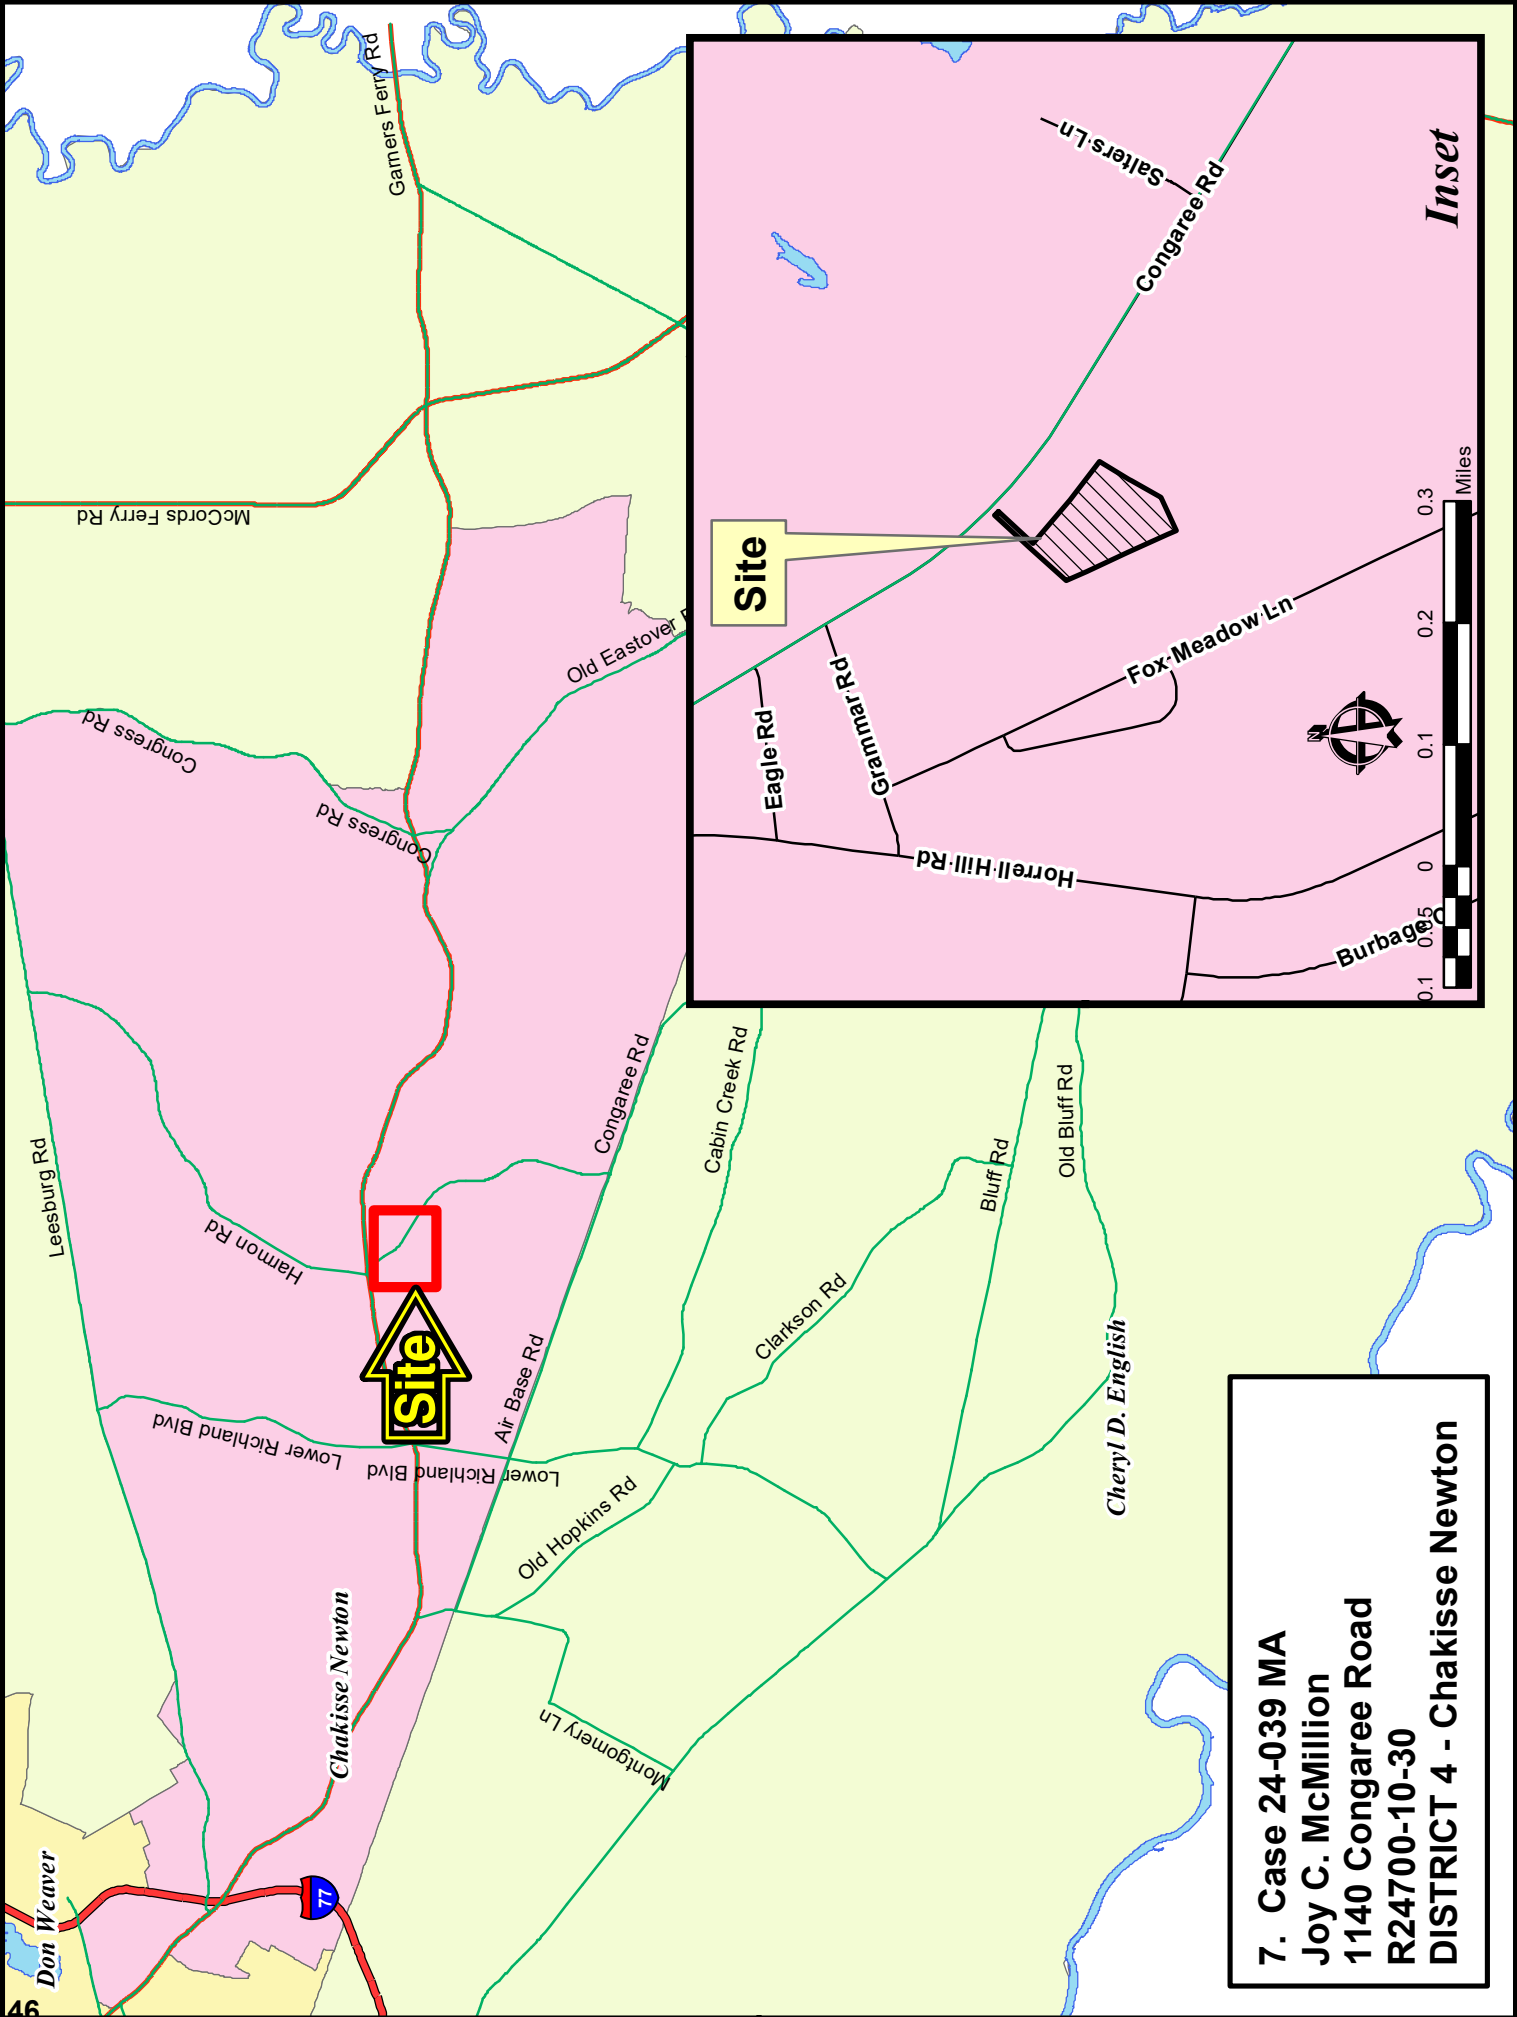 46
Don Weaver
77
Chakisse Newton
Leesburg Rd
Harmon Rd
Lower Richland Blvd
Lower Richland Blvd
Site
Air Base Rd
Congaree Rd
Congress Rd
Congress Rd
Old Eastover
McCords Ferry Rd
Garners Ferry Rd
Old Hopkins Rd
Montgomery Ln
Cabin Creek Rd
Clarkson Rd
Bluff Rd
Old Bluff Rd
Cheryl D. English
Site
Eagle Rd
Grammar Rd
Horrell Hill Rd
Fox Meadow Ln
Congaree Rd
Salters Ln
Burbage
N
0.1 0.05 0 0.1 0.2 0.3
Miles
Inset
7. Case 24-039 MA
Joy C. McMillion
1140 Congaree Road
R24700-10-30
DISTRICT 4 - Chakisse Newton